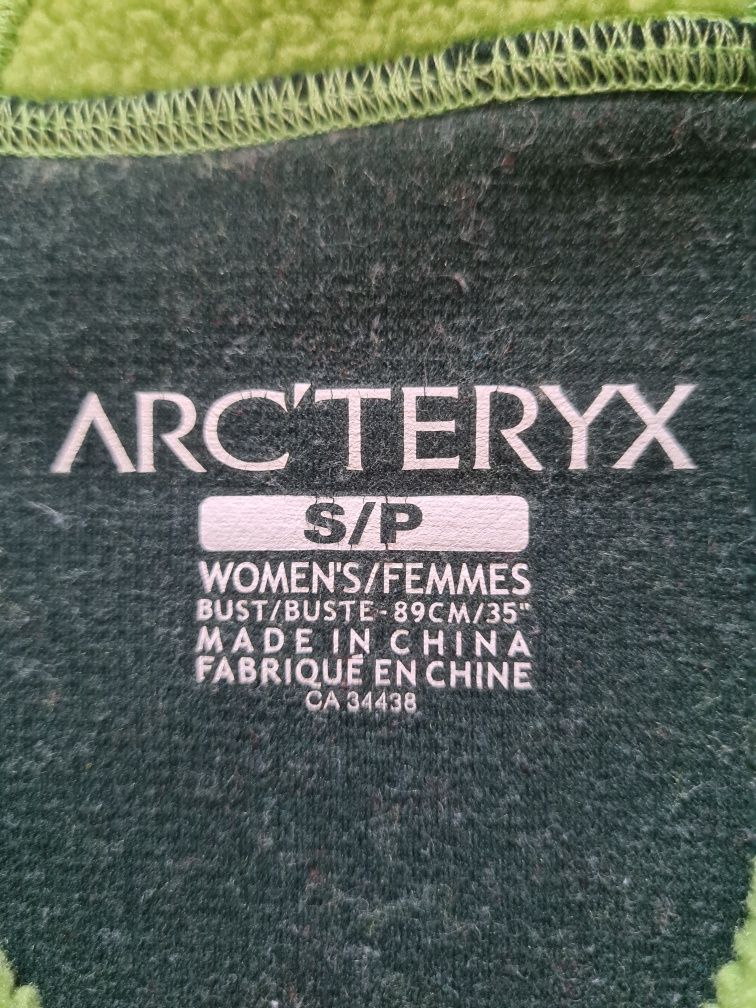 ARC'TERYX
S/P
WOMEN'S/FEMMES
BUST/BUSTE-89CM/35"
MADE IN CHINA
FABRIQUÉ EN CHINE
CA 34438